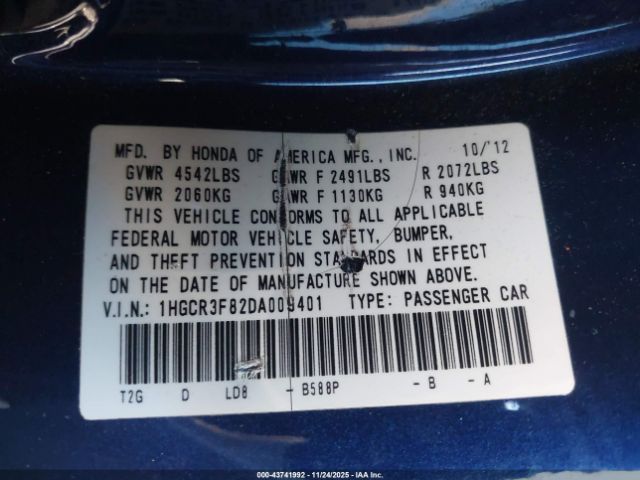 MFD. BY HONDA OF AMERICA MFG., INC. 10/12
GVWR 4542LBS GAWR F 2491LBS R 2072LBS
GVWR 2060KG GAWR F 1130KG R 940KG
THIS VEHICLE CONFORMS TO ALL APPLICABLE
FEDERAL MOTOR VEHICLE SAFETY, BUMPER,
AND THEFT PREVENTION STANDARDS IN EFFECT
ON THE DATE OF MANUFACTURE SHOWN ABOVE.
V.I.N.: 1HGCR3F82DA009401 TYPE: PASSENGER CAR
T2G D LD8 - B588P - B - A
000-43741992 - 11/24/2025 - IAA Inc.